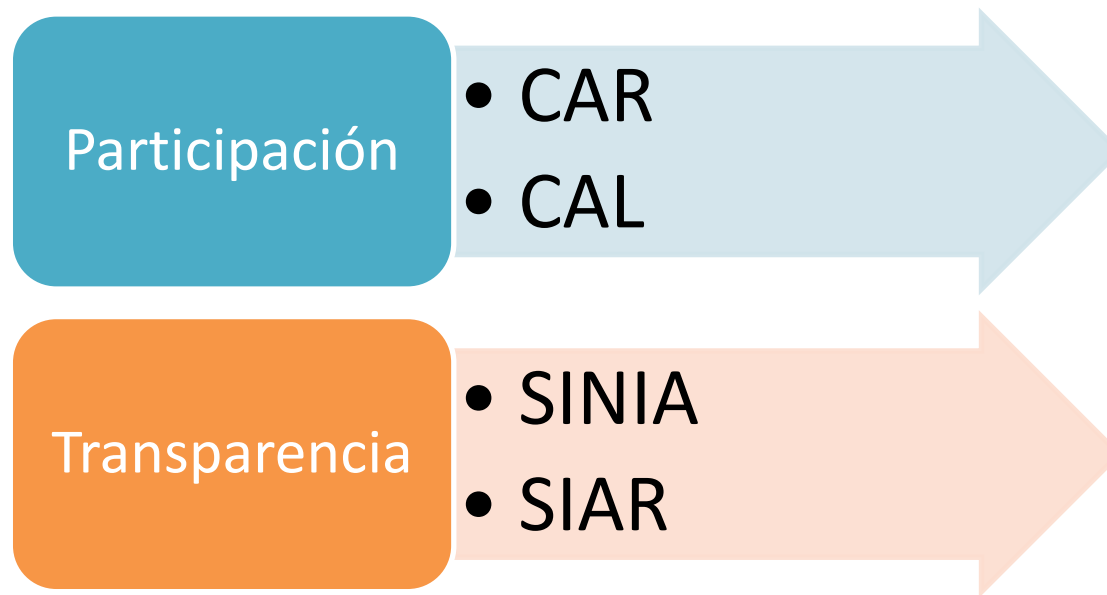 Participación
• CAR
• CAL
Transparencia
• SINIA
• SIAR